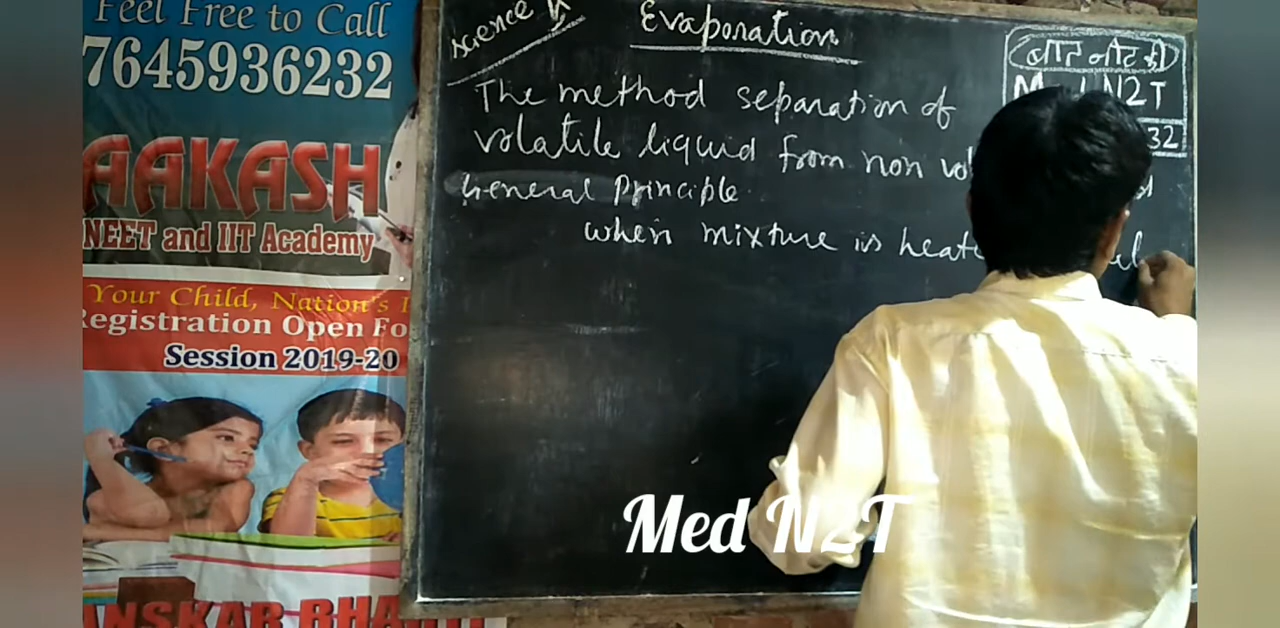 Feel Free to Call
7645936232
AAKASH
NEET and IIT Academy
Your Child, Nation's
Registration Open Fo
Session 2019-20
ANSKAR BHA
Science
Evaporation
The method separation of
volatile liquid from non vol
General Principle
when mixture is heate
N2T
32
Med N2T